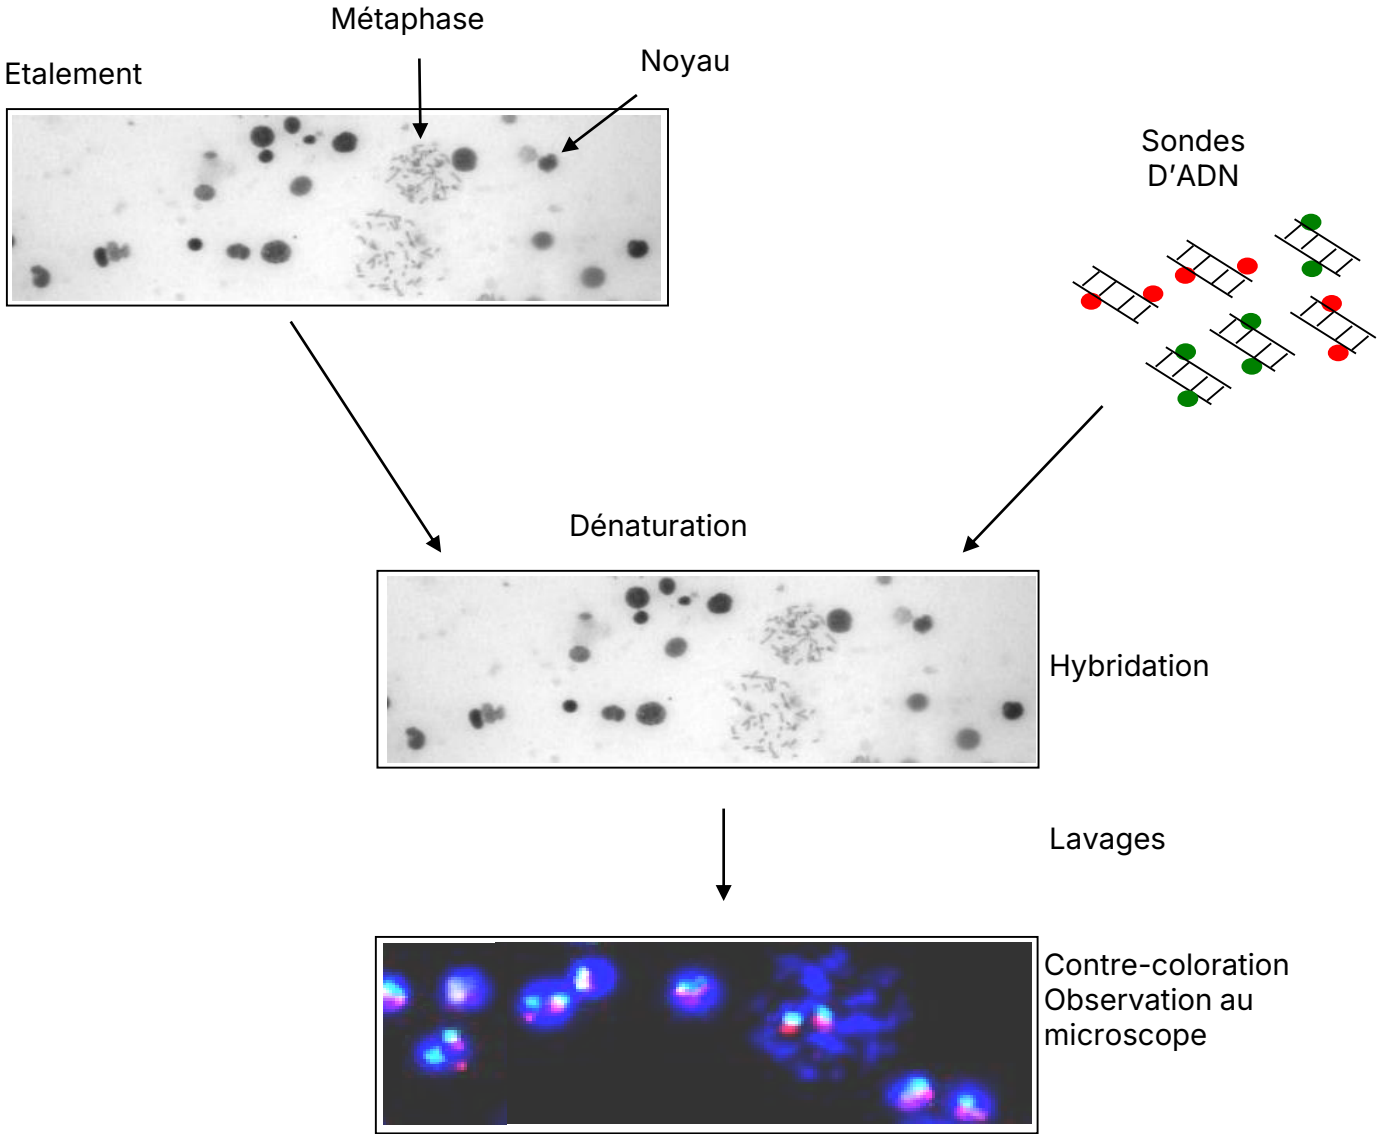 Métaphase
Noyau
Etalement
Sondes
D’ADN
Dénaturation
Hybridation
Lavages
Contre-coloration
Observation au
microscope